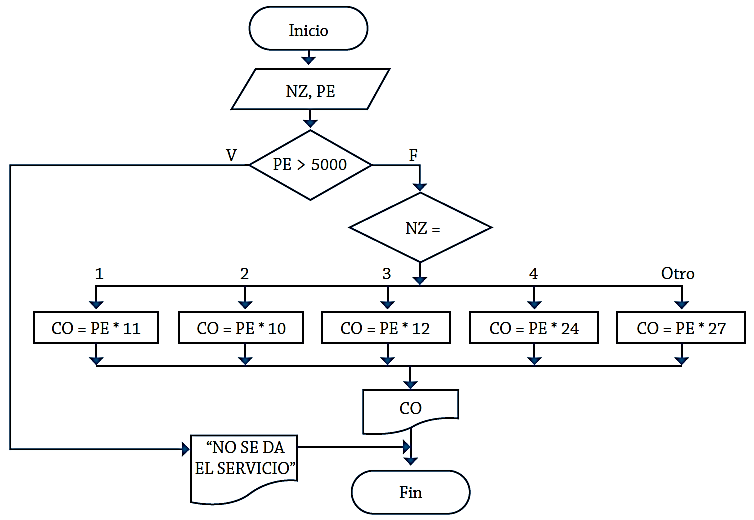 Inicio
NZ, PE
V
PE > 5000
F
NZ =
1
2
3
4
Otro
CO = PE * 11
CO = PE * 10
CO = PE * 12
CO = PE * 24
CO = PE * 27
CO
“NO SE DA
EL SERVICIO”
Fin